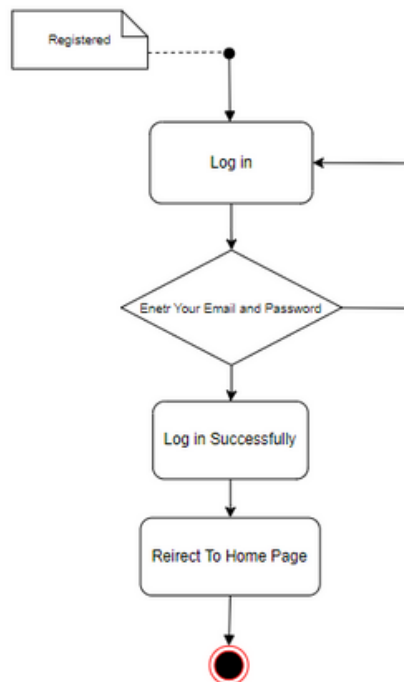 Registered
Log in
Enetr Your Email and Password
Log in Successfully
Reirect To Home Page